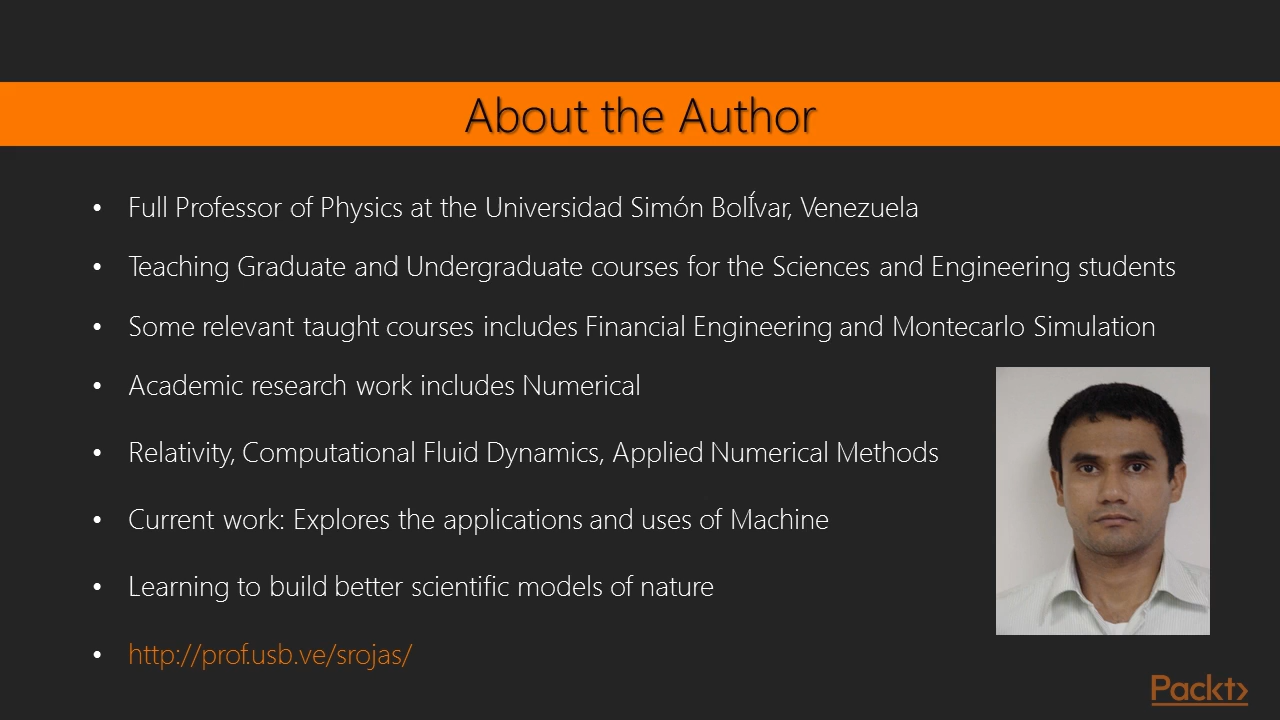 About the Author
• Full Professor of Physics at the Universidad Simón BolÍvar, Venezuela
• Teaching Graduate and Undergraduate courses for the Sciences and Engineering students
• Some relevant taught courses includes Financial Engineering and Montecarlo Simulation
• Academic research work includes Numerical
• Relativity, Computational Fluid Dynamics, Applied Numerical Methods
• Current work: Explores the applications and uses of Machine
• Learning to build better scientific models of nature
• http://prof.usb.ve/srojas/
Packt>